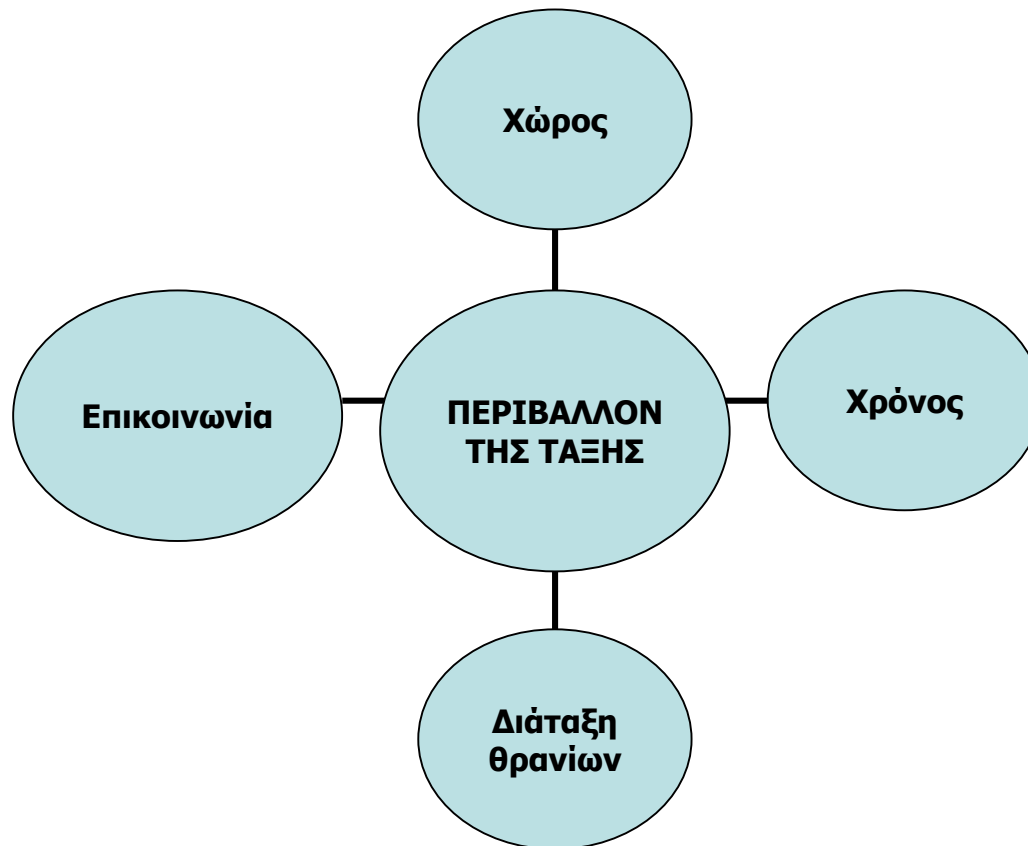 Χώρος
Επικοινωνία
ΠΕΡΙΒΑΛΛΟΝ
ΤΗΣ ΤΑΞΗΣ
Χρόνος
Διάταξη
θρανίων